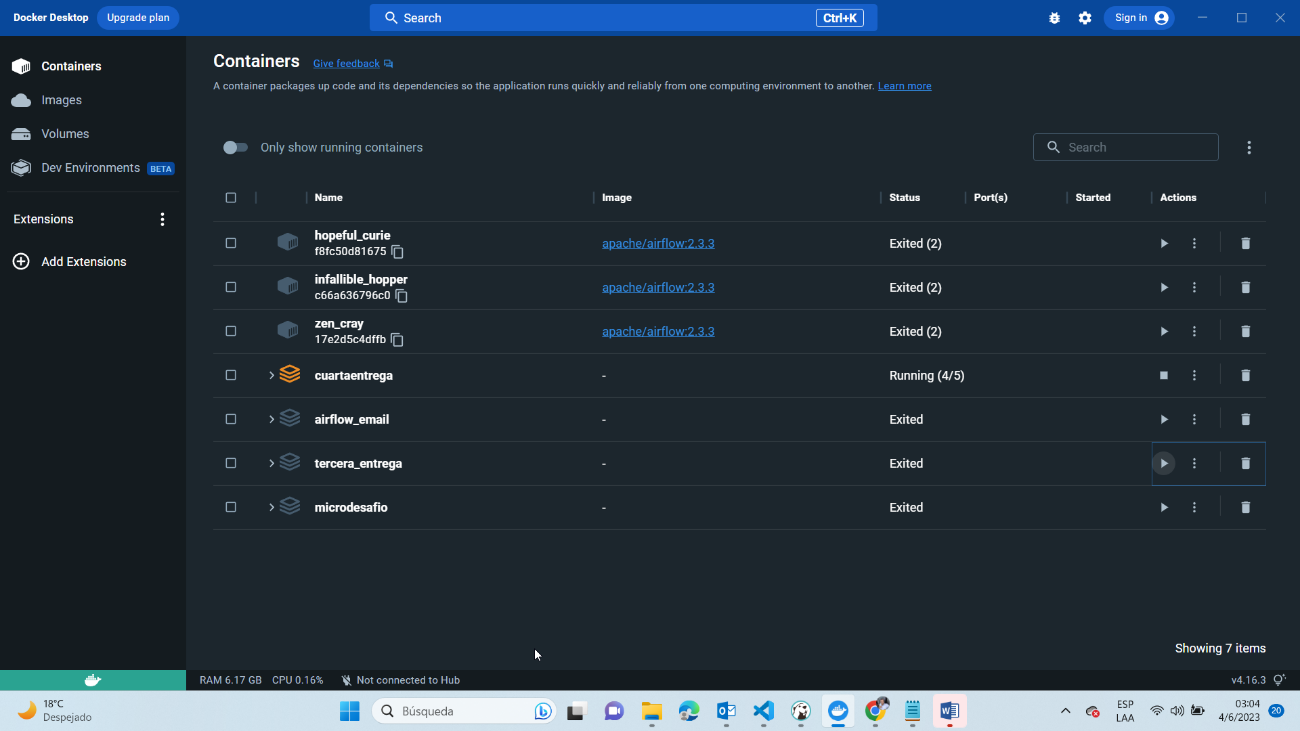 Docker Desktop Upgrade plan Search Ctrl+K Sign in
Containers
Images
Volumes
Dev Environments BETA
Extensions
Add Extensions
Containers Give feedback
A container packages up code and its dependencies so the application runs quickly and reliably from one computing environment to another. Learn more
Only show running containers Search
Name Image Status Port(s) Started Actions
hopeful_curie
f8fc50d81675 apache/airflow:2.3.3 Exited (2)
infallible_hopper
c66a636796c0 apache/airflow:2.3.3 Exited (2)
zen_cray
17e2d5c4dffb apache/airflow:2.3.3 Exited (2)
cuartaentrega - Running (4/5)
airflow_email - Exited
tercera_entrega - Exited
microdesafio - Exited
Showing 7 items
RAM 6.17 GB CPU 0.16% Not connected to Hub v4.16.3
18°C
Despejado
Búsqueda
ESP
LAA
03:04
4/6/2023
20